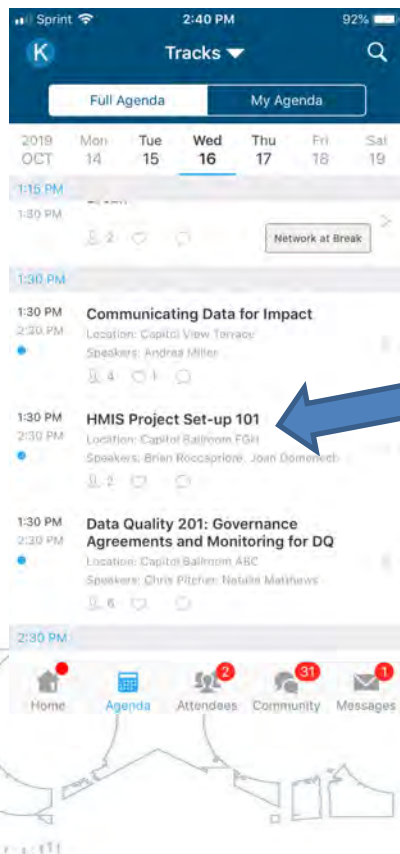 Sprint 2:40 PM 92%
K Tracks
Full Agenda My Agenda
2019 Mon Tue Wed Thu Fri Sat
OCT 14 15 16 17 18 19
1:15 PM
1:30 PM
2
Network at Break
1:30 PM
1:30 PM Communicating Data for Impact
2:30 PM Location: Capitol View Terrace
Speakers: Andrea Miller
4 1
1:30 PM HMIS Project Set-up 101
2:30 PM Location: Capitol Ballroom FGH
Speakers: Brian Roccapriore, Joan Domenech
2
1:30 PM Data Quality 201: Governance
Agreements and Monitoring for DQ
2:30 PM
Location: Capitol Ballroom ABC
Speakers: Chris Pitcher, Natalie Matthews
6
2:30 PM
2 31 1
Home Agenda Attendees Community Messages